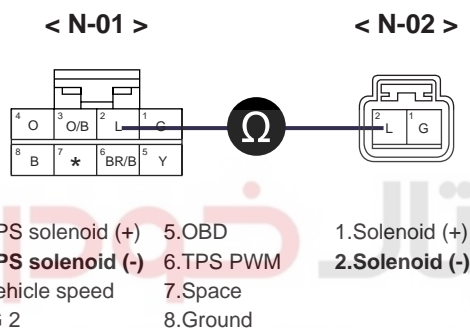 < N-01 > < N-02 >
4 O 3 O/B 2 L 1 G
8 B 7 * 6 BR/B 5 Y
Ω
2 L 1 G
PS solenoid (+) 5.OBD 1.Solenoid (+)
PS solenoid (-) 6.TPS PWM 2.Solenoid (-)
ehicle speed 7.Space
G 2 8.Ground